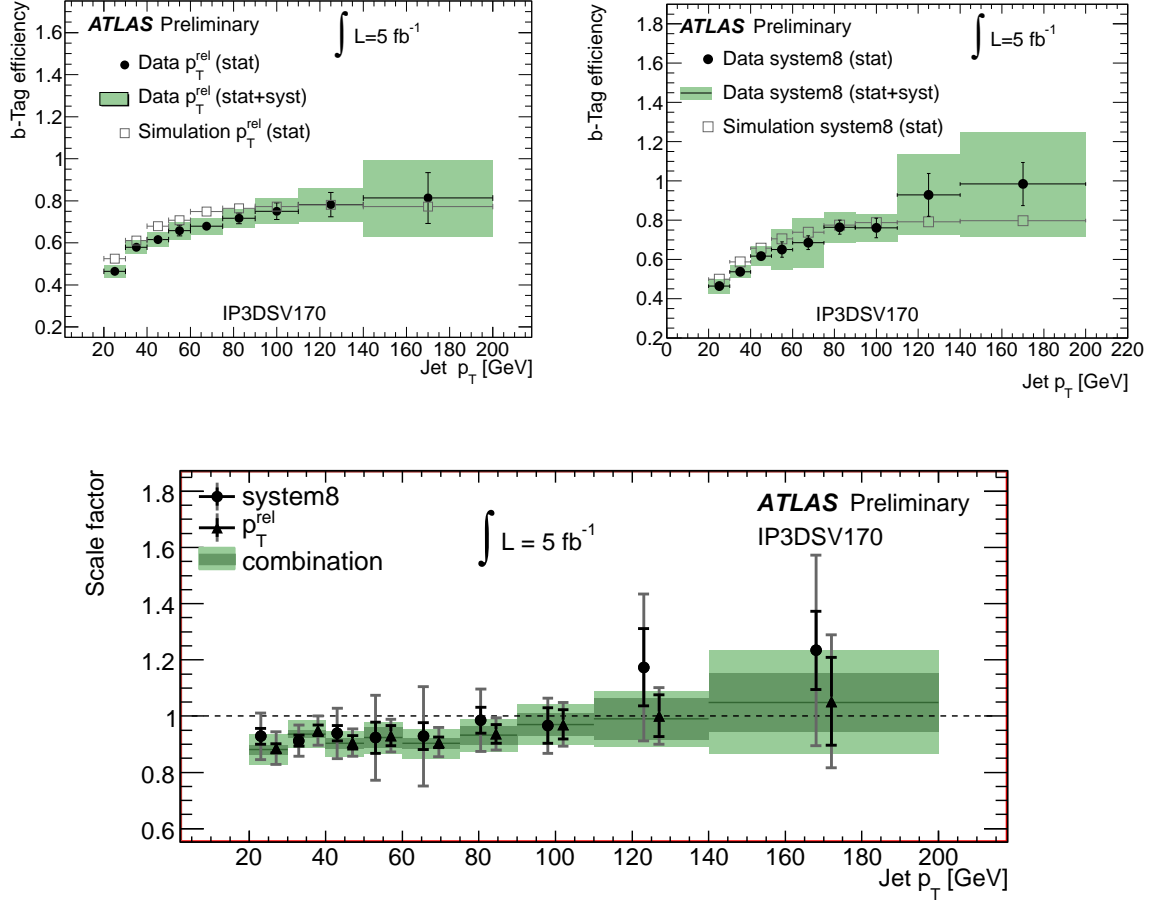 ATLAS Preliminary
∫ L=5 fb⁻¹
Data p_T^rel (stat)
Data p_T^rel (stat+syst)
Simulation p_T^rel (stat)
b-Tag efficiency
1.6
1.4
1.2
1
0.8
0.6
0.4
0.2
IP3DSV170
20 40 60 80 100 120 140 160 180 200
Jet p_T [GeV]
ATLAS Preliminary
∫ L=5 fb⁻¹
Data system8 (stat)
Data system8 (stat+syst)
Simulation system8 (stat)
b-Tag efficiency
1.8
1.6
1.4
1.2
1
0.8
0.6
0.4
0.2
IP3DSV170
0 20 40 60 80 100 120 140 160 180 200 220
Jet p_T [GeV]
Scale factor
1.8
1.6
1.4
1.2
1
0.8
0.6
system8
p_T^rel
combination
∫ L = 5 fb⁻¹
ATLAS Preliminary
IP3DSV170
20 40 60 80 100 120 140 160 180 200
Jet p_T [GeV]